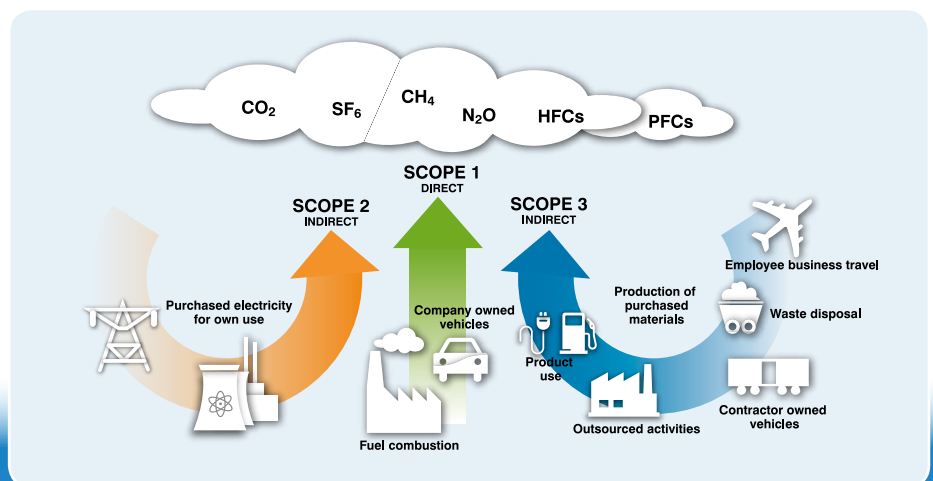 CO₂
SF₆
CH₄
N₂O
HFCs
PFCs
SCOPE 1
DIRECT
SCOPE 2
INDIRECT
SCOPE 3
INDIRECT
Purchased electricity
for own use
Company owned
vehicles
Fuel combustion
Product
use
Outsourced activities
Production of
purchased
materials
Employee business travel
Waste disposal
Contractor owned
vehicles